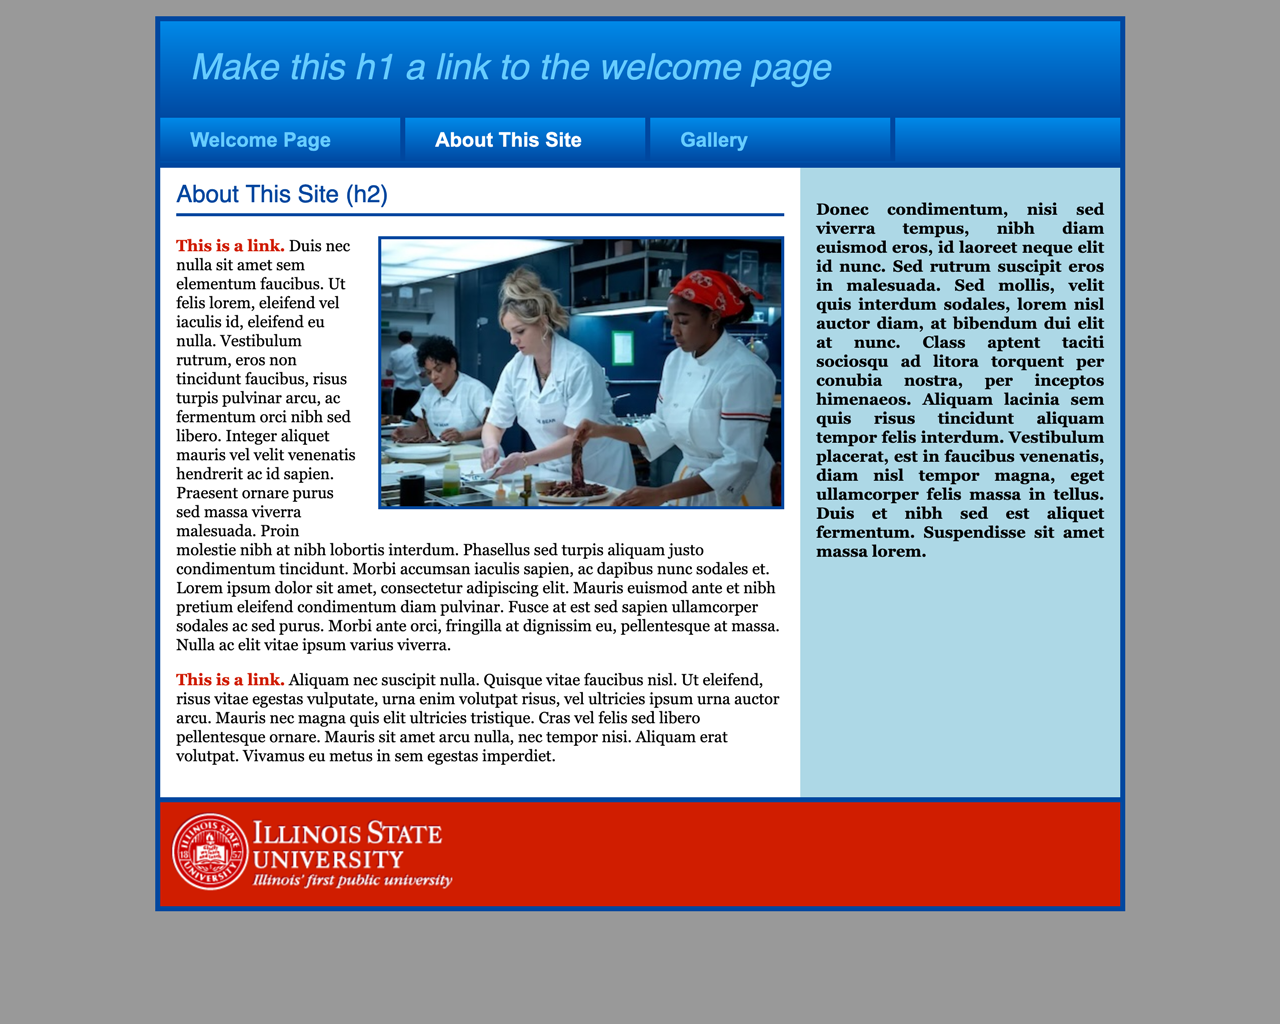 Make this h1 a link to the welcome page
Welcome Page
About This Site
Gallery
About This Site (h2)
This is a link. Duis nec
nulla sit amet sem
elementum faucibus. Ut
felis lorem, eleifend vel
iaculis id, eleifend eu
nulla. Vestibulum
rutrum, eros non
tincidunt faucibus, risus
turpis pulvinar arcu, ac
fermentum orci nibh sed
libero. Integer aliquet
mauris vel velit venenatis
hendrerit ac id sapien.
Praesent ornare purus
sed massa viverra
malesuada. Proin
molestie nibh at nibh lobortis interdum. Phasellus sed turpis aliquam justo
condimentum tincidunt. Morbi accumsan iaculis sapien, ac dapibus nunc sodales et.
Lorem ipsum dolor sit amet, consectetur adipiscing elit. Mauris euismod ante et nibh
pretium eleifend condimentum diam pulvinar. Fusce at est sed sapien ullamcorper
sodales ac sed purus. Morbi ante orci, fringilla at dignissim eu, pellentesque at massa.
Nulla ac elit vitae ipsum varius viverra.
This is a link. Aliquam nec suscipit nulla. Quisque vitae faucibus nisl. Ut eleifend,
risus vitae egestas vulputate, urna enim volutpat risus, vel ultricies ipsum urna auctor
arcu. Mauris nec magna quis elit ultricies tristique. Cras vel felis sed libero
pellentesque ornare. Mauris sit amet arcu nulla, nec tempor nisi. Aliquam erat
volutpat. Vivamus eu metus in sem egestas imperdiet.
Donec condimentum, nisi sed
viverra tempus, nibh diam
euismod eros, id laoreet neque elit
id nunc. Sed rutrum suscipit eros
in malesuada. Sed mollis, velit
quis interdum sodales, lorem nisl
auctor diam, at bibendum dui elit
at nunc. Class aptent taciti
sociosqu ad litora torquent per
conubia nostra, per inceptos
himenaeos. Aliquam lacinia sem
quis risus tincidunt aliquam
tempor felis interdum. Vestibulum
placerat, est in faucibus venenatis,
diam nisl tempor magna, eget
ullamcorper felis massa in tellus.
Duis et nibh sed est aliquet
fermentum. Suspendisse sit amet
massa lorem.
ILLINOIS STATE
UNIVERSITY
Illinois' first public university
ILLINOIS STATE
18 57
UNIVERSITY